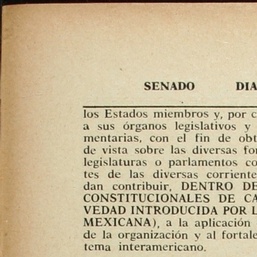 SENADO DIA
los Estados miembros y, por c
a sus órganos legislativos y
mentarias, con el fin de obt
de vista sobre las diversas for
legislaturas o parlamentos co
tes de las diversas corriente
dan contribuir, DENTRO DE
CONSTITUCIONALES DE CA
VEDAD INTRODUCIDA POR L
MEXICANA), a la aplicación
de la organización y al fortale
tema interamericano.